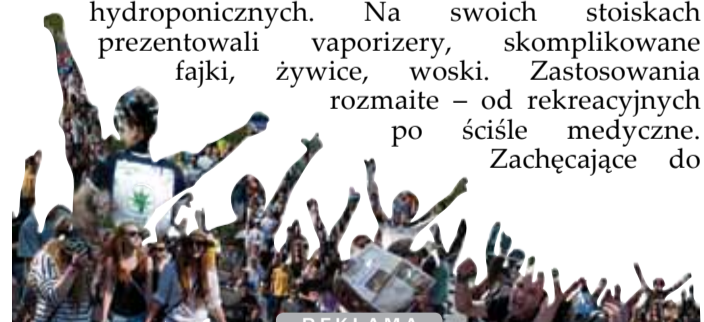 hydroponicznych. Na swoich stoiskach
prezentowali vaporizery, skomplikowane
fajki, żywice, woski. Zastosowania
rozmaite – od rekreacyjnych
po ściśle medyczne.
Zachęcające do
REKLAMA